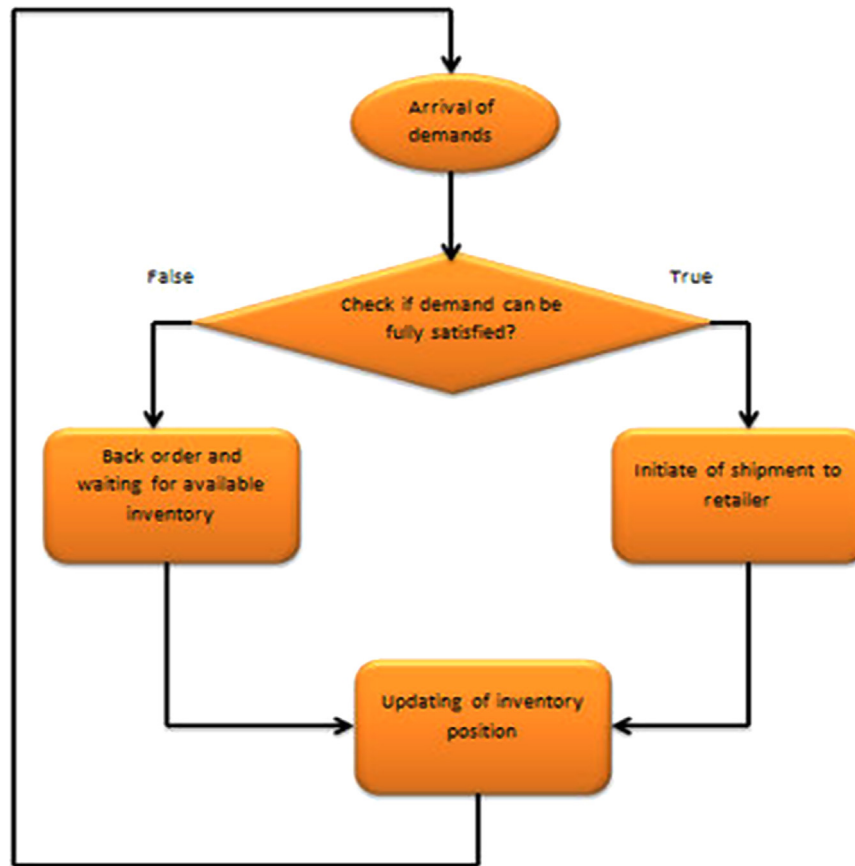 Arrival of
demands
False
True
Check if demand can be
fully satisfied?
Back order and
waiting for available
inventory
Initiate of shipment to
retailer
Updating of inventory
position